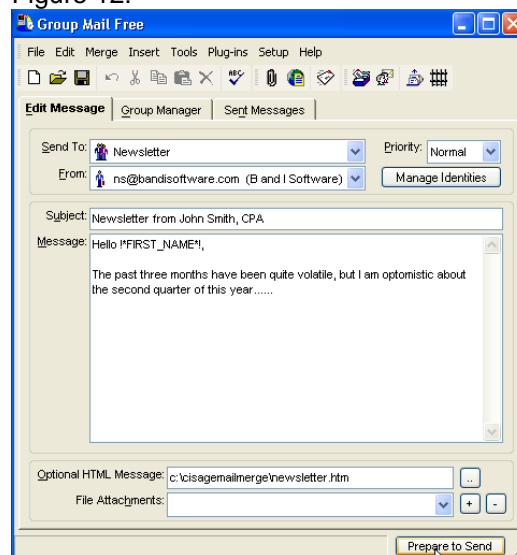 Figure 12.
Group Mail Free
File Edit Merge Insert Tools Plug-ins Setup Help
ABC
Edit Message Group Manager Sent Messages
Send To: Newsletter Priority: Normal
From: ns@bandisoftware.com (B and I Software) Manage Identities
Subject: Newsletter from John Smith, CPA
Message: Hello !*FIRST_NAME*!,
The past three months have been quite volatile, but I am optomistic about
the second quarter of this year......
Optional HTML Message: c:\cisagemailmerge\newsletter.htm ..
File Attachments: + -
Prepare to Send